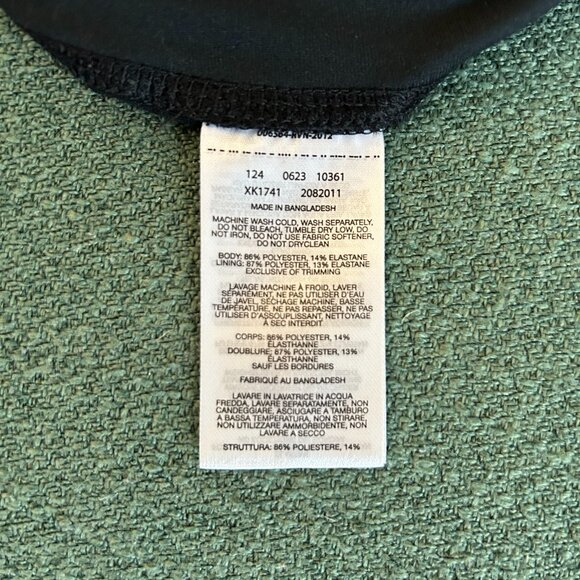 006564-RVN-2012
124 0623 10361
XK1741 2082011
MADE IN BANGLADESH
MACHINE WASH COLD, WASH SEPARATELY,
DO NOT BLEACH, TUMBLE DRY LOW, DO
NOT IRON, DO NOT USE FABRIC SOFTENER,
DO NOT DRYCLEAN
BODY: 86% POLYESTER, 14% ELASTANE
LINING: 87% POLYESTER, 13% ELASTANE
EXCLUSIVE OF TRIMMING
LAVAGE MACHINE À FROID, LAVER
SÉPARÉMENT, NE PAS UTILISER D'EAU
DE JAVEL, SÉCHAGE MACHINE, BASSE
TEMPÉRATURE, NE PAS REPASSER, NE PAS
UTILISER D'ASSOUPLISSANT, NETTOYAGE
À SEC INTERDIT
CORPS: 86% POLYESTER, 14%
ÉLASTHANNE
DOUBLURE: 87% POLYESTER, 13%
ÉLASTHANNE
SAUF LES BORDURES
FABRIQUÉ AU BANGLADESH
LAVARE IN LAVATRICE IN ACQUA
FREDDA, LAVARE SEPARATAMENTE, NON
CANDEGGIARE, ASCIUGARE A TAMBURO
A BASSA TEMPERATURA, NON STIRARE,
NON UTILIZZARE AMMORBIDENTE, NON
LAVARE A SECCO
STRUTTURA: 86% POLIESTERE, 14%